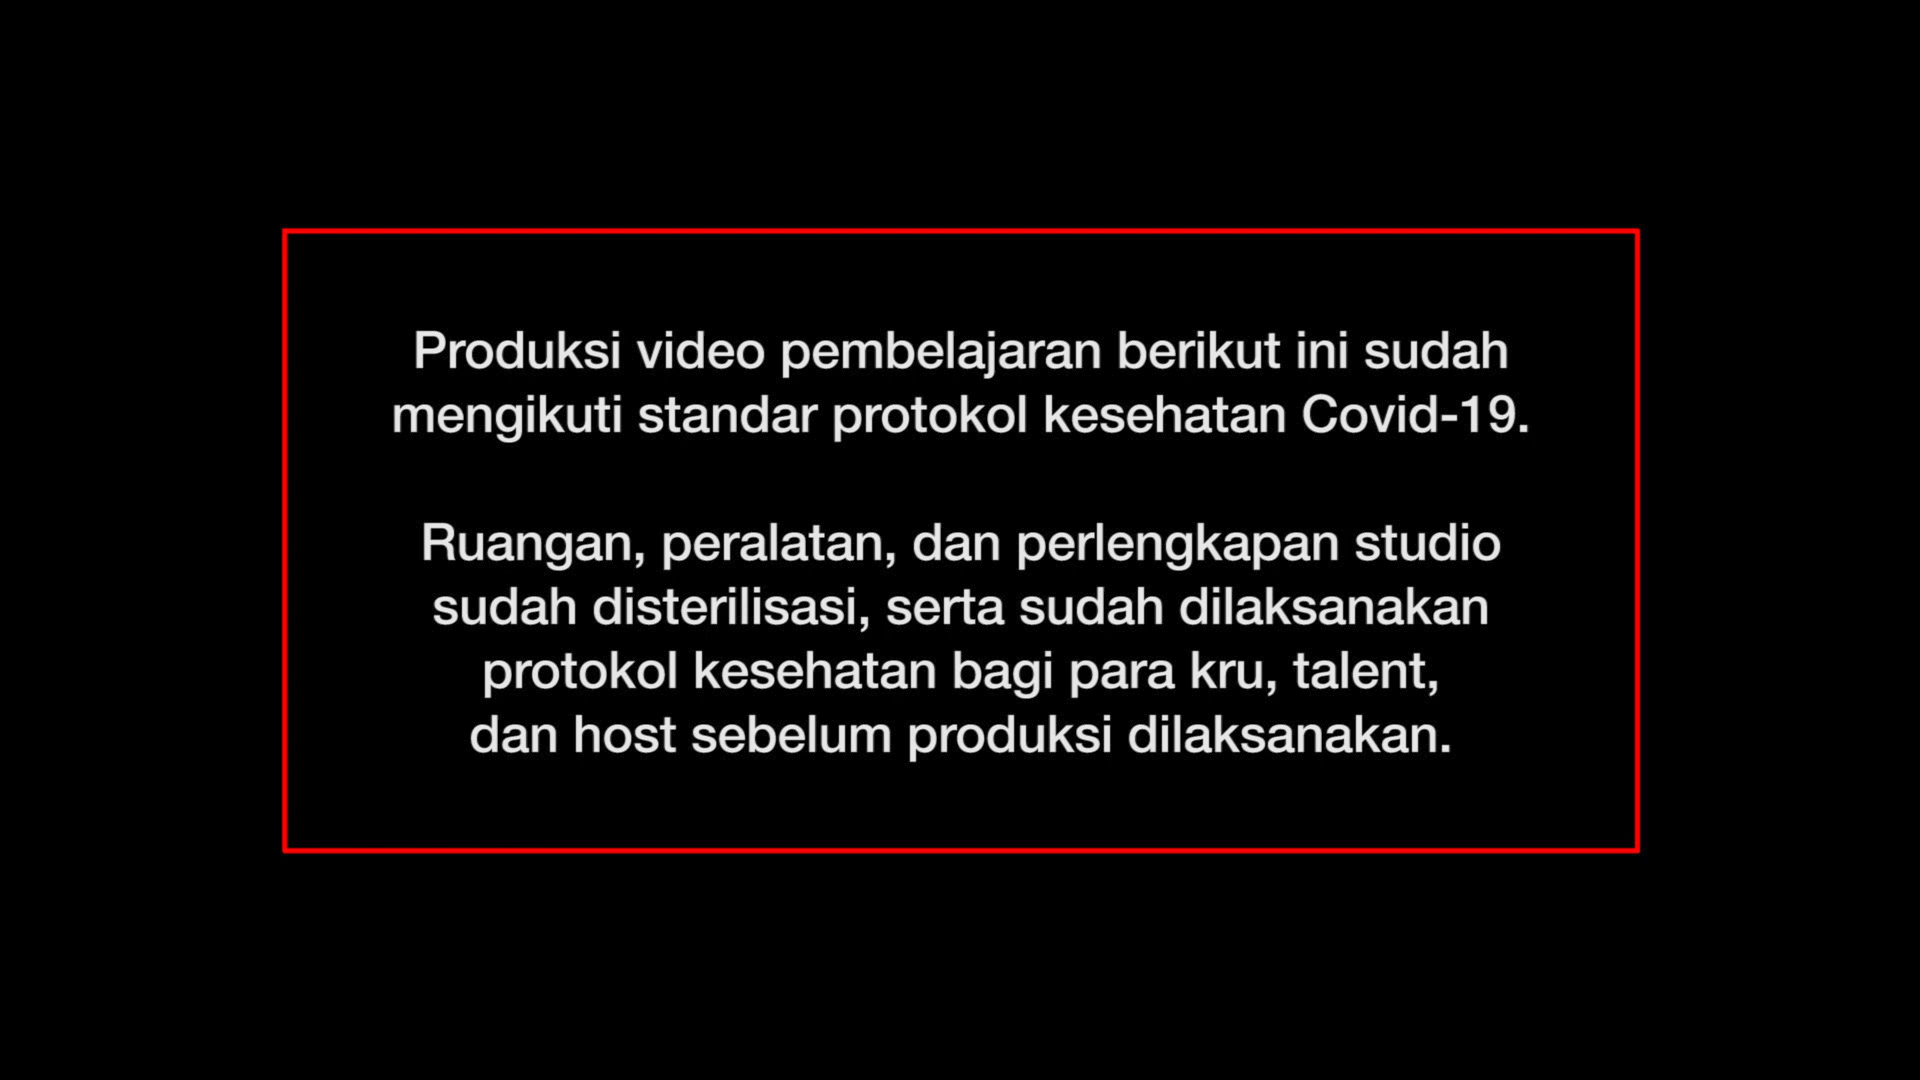 Produksi video pembelajaran berikut ini sudah
mengikuti standar protokol kesehatan Covid-19.
Ruangan, peralatan, dan perlengkapan studio
sudah disterilisasi, serta sudah dilaksanakan
protokol kesehatan bagi para kru, talent,
dan host sebelum produksi dilaksanakan.